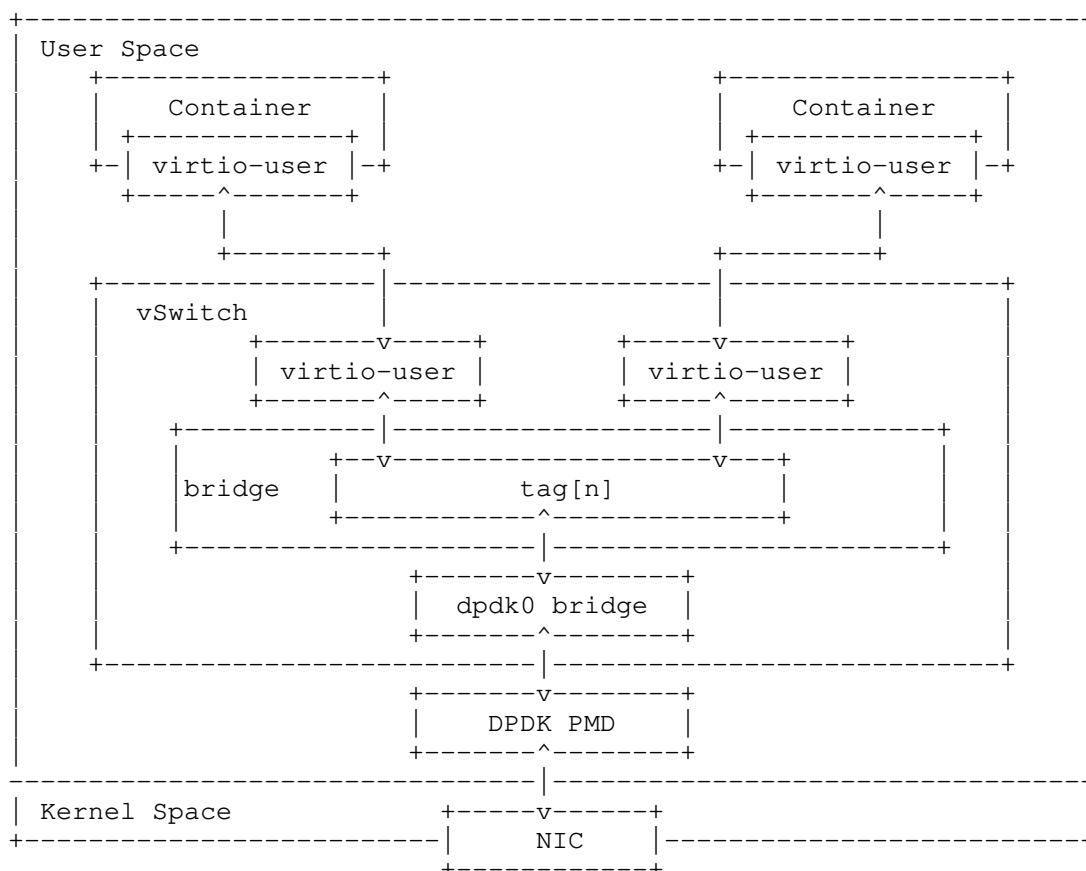 User Space
Container Container
virtio-user virtio-user
vSwitch
virtio-user virtio-user
bridge tag[n]
dpdk0 bridge
DPDK PMD
Kernel Space
NIC